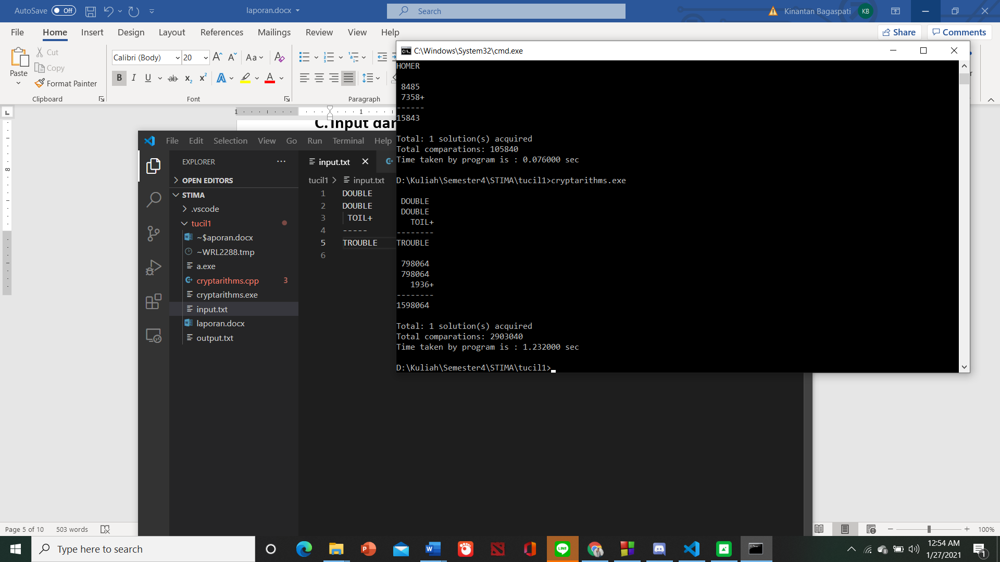 AutoSave Off laporan.docx Search Kinantan Bagaspati KB
File Home Insert Design Layout References Mailings Review View Help Share Comments
Paste
Cut
Copy
Format Painter
Clipboard
Calibri (Body) 20
Font
Paragraph
C:\Windows\System32\cmd.exe
HOMER
8485
7358+
------
15843
Total: 1 solution(s) acquired
Total comparations: 105840
Time taken by program is : 0.076000 sec
D:\Kuliah\Semester4\STIMA\tucil1>cryptarithms.exe
DOUBLE
DOUBLE
TOIL+
--------
TROUBLE
798064
798064
1936+
--------
1598064
Total: 1 solution(s) acquired
Total comparations: 2903040
Time taken by program is : 1.232000 sec
D:\Kuliah\Semester4\STIMA\tucil1>
C. Input dar
File Edit Selection View Go Run Terminal Help
EXPLORER
OPEN EDITORS
STIMA
.vscode
tucil1
~$aporan.docx
~WRL2288.tmp
a.exe
cryptarithms.cpp 3
cryptarithms.exe
input.txt
laporan.docx
output.txt
input.txt
tucil1 > input.txt
1 DOUBLE
2 DOUBLE
3 TOIL+
4 -----
5 TROUBLE
6
Page 5 of 10 503 words 100%
Type here to search
12:54 AM
1/27/2021
1